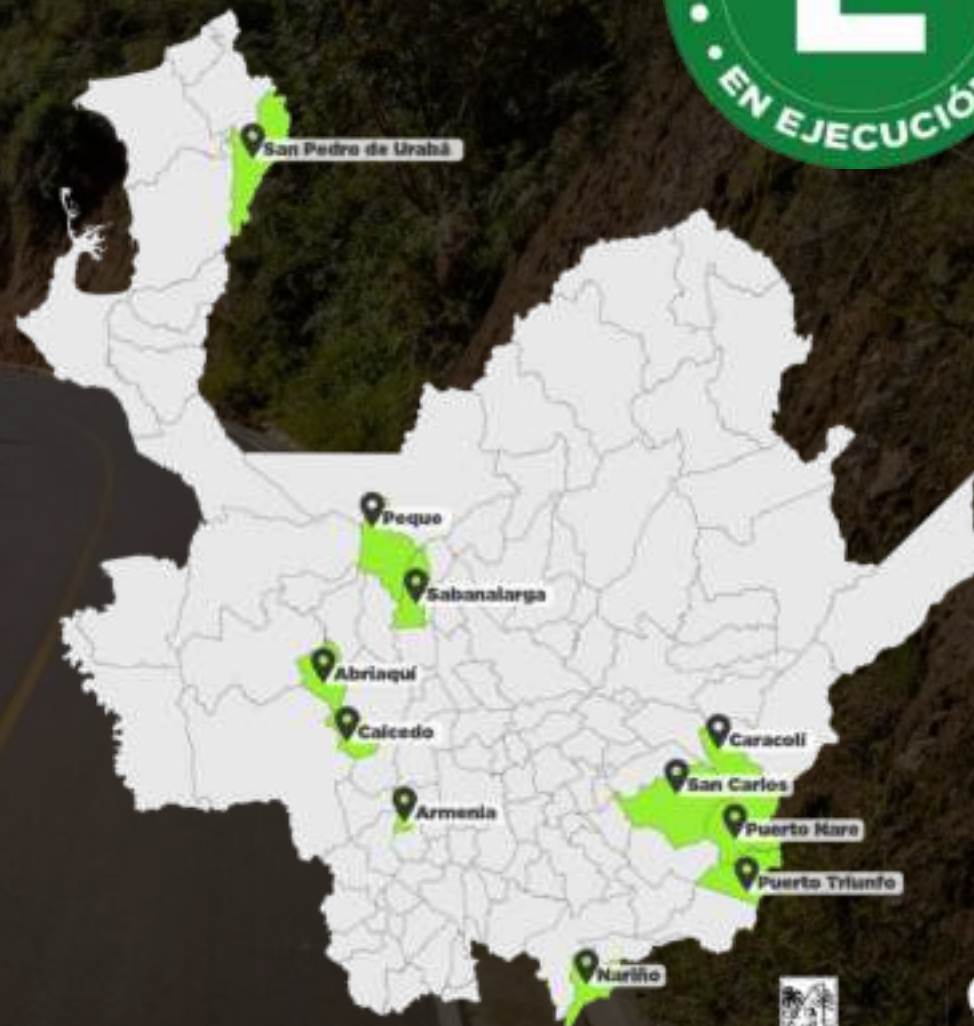 EN EJECUCIÓ
San Pedro de Urabá
Peque
Sabanalarga
Abriaquí
Caicedo
Caracolí
San Carlos
Armenia
Puerto Nare
Puerto Triunfo
Nariño